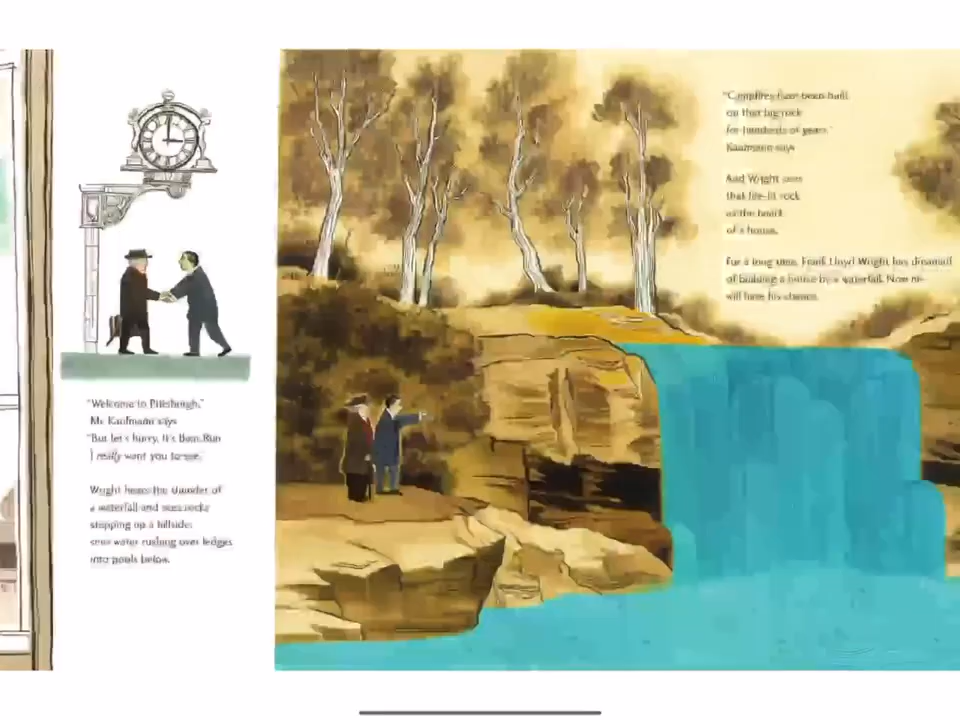 "Welcome to Pittsburgh,"
Mr. Kaufmann says.
"But let's hurry. It's Bear Run
I really want you to see."
Wright hears the thunder of
a waterfall and sees rocks
stepping up a hillside;
sees water rushing over ledges
into pools below.
"Campfires have been built
on that big rock
for hundreds of years,"
Kaufmann says.
And Wright sees
that fire-lit rock
as the heart
of a house.
For a long time, Frank Lloyd Wright has dreamed
of building a house by a waterfall. Now he
will have his chance.